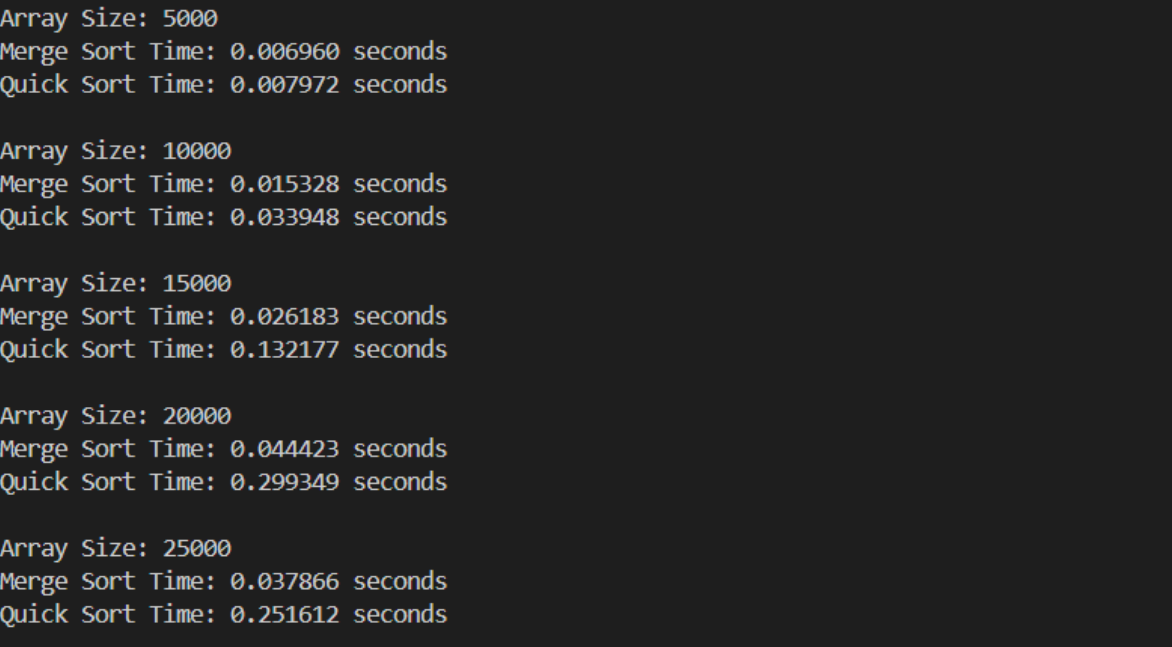 Array Size: 5000
Merge Sort Time: 0.006960 seconds
Quick Sort Time: 0.007972 seconds
Array Size: 10000
Merge Sort Time: 0.015328 seconds
Quick Sort Time: 0.033948 seconds
Array Size: 15000
Merge Sort Time: 0.026183 seconds
Quick Sort Time: 0.132177 seconds
Array Size: 20000
Merge Sort Time: 0.044423 seconds
Quick Sort Time: 0.299349 seconds
Array Size: 25000
Merge Sort Time: 0.037866 seconds
Quick Sort Time: 0.251612 seconds